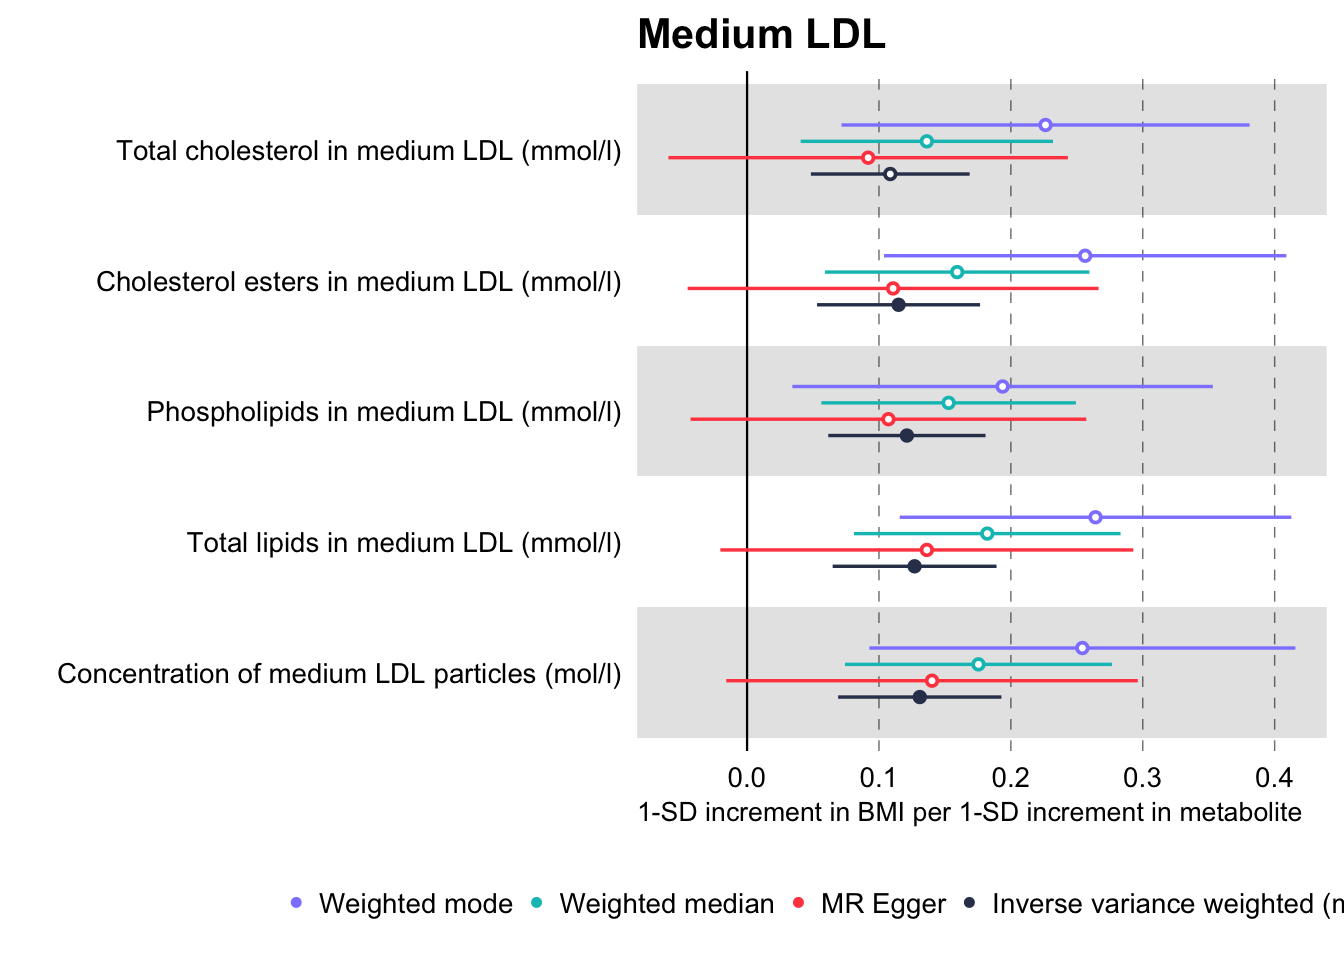 Medium LDL
Total cholesterol in medium LDL (mmol/l)
Cholesterol esters in medium LDL (mmol/l)
Phospholipids in medium LDL (mmol/l)
Total lipids in medium LDL (mmol/l)
Concentration of medium LDL particles (mol/l)
0.0 0.1 0.2 0.3 0.4
1-SD increment in BMI per 1-SD increment in metabolite
Weighted mode Weighted median MR Egger Inverse variance weighted (